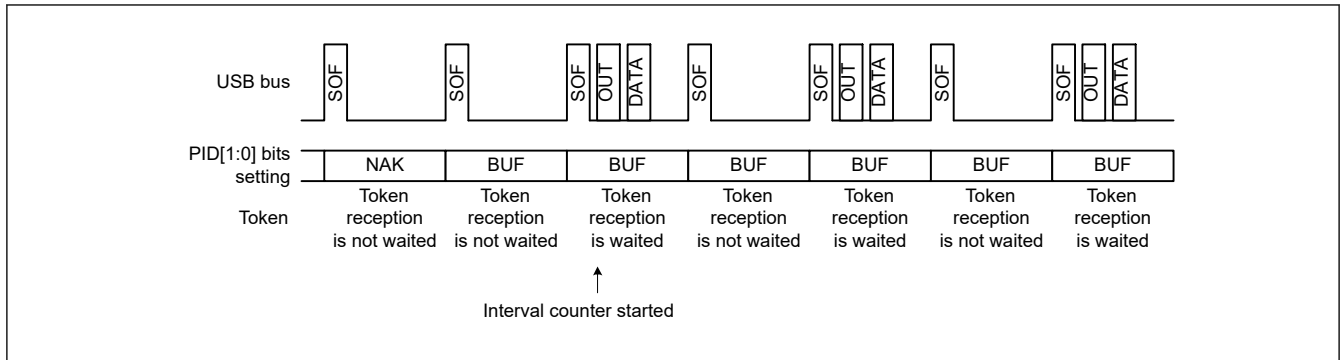 USB bus
SOF SOF SOF OUT DATA SOF SOF OUT DATA SOF SOF OUT DATA
PID[1:0] bits
setting
NAK BUF BUF BUF BUF BUF BUF
Token
Token
reception
is not waited
Token
reception
is not waited
Token
reception
is waited
Token
reception
is not waited
Token
reception
is waited
Token
reception
is not waited
Token
reception
is waited
Interval counter started